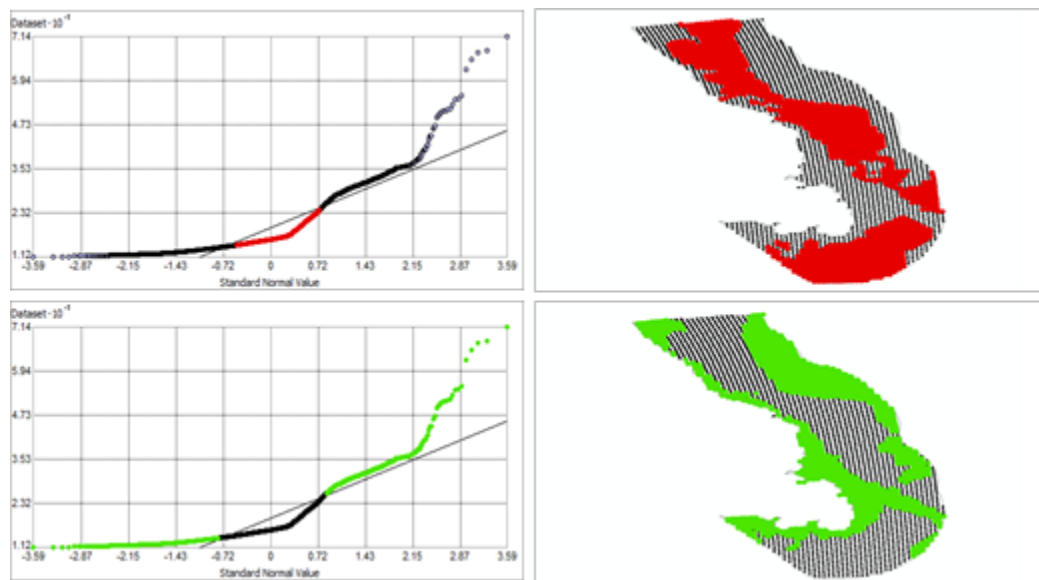 Dataset · 10⁻¹
7.14
5.94
4.73
3.53
2.32
1.12
-3.59 -2.87 -2.15 -1.43 -0.72 0 0.72 1.43 2.15 2.87 3.59
Standard Normal Value
Dataset · 10⁻¹
7.14
5.94
4.73
3.53
2.32
1.12
-3.59 -2.87 -2.15 -1.43 -0.72 0 0.72 1.43 2.15 2.87 3.59
Standard Normal Value